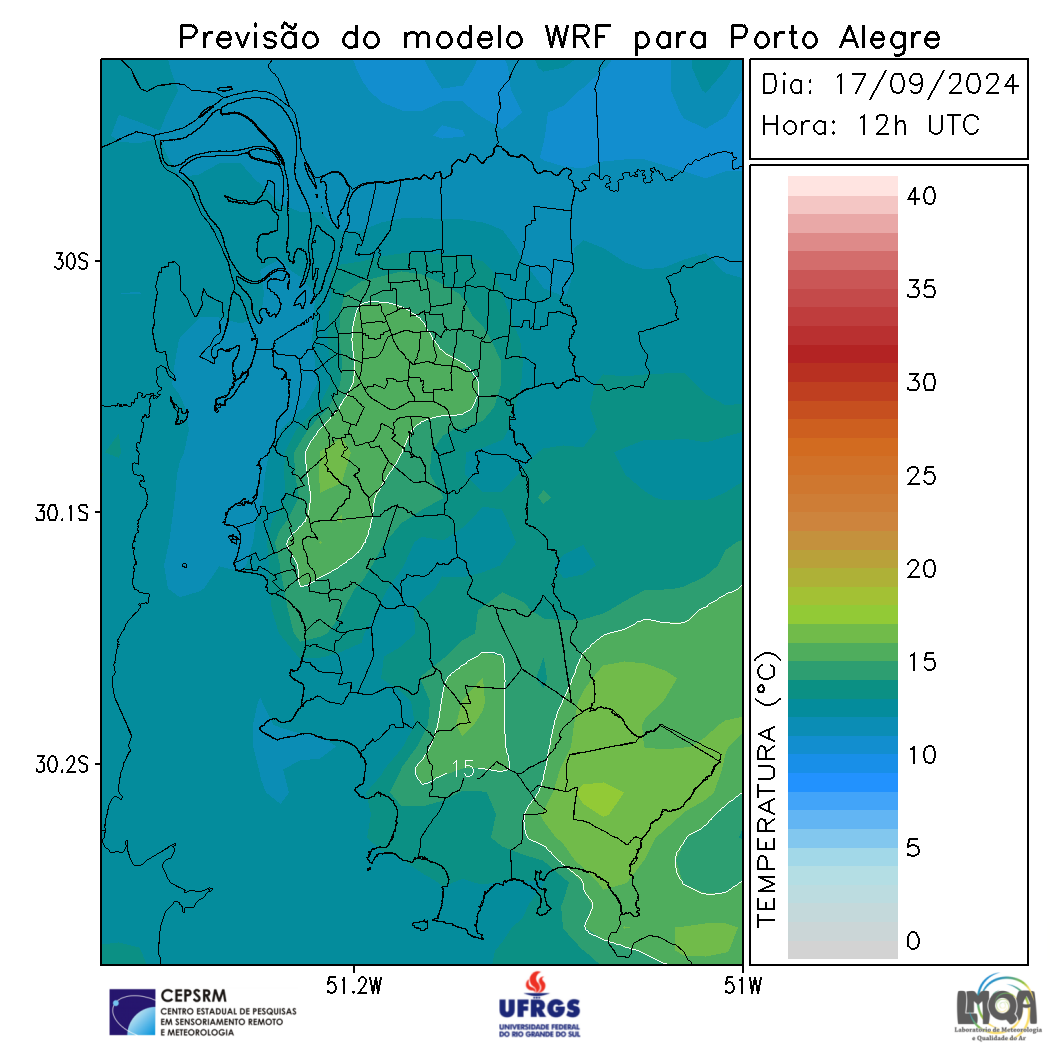 Previsão do modelo WRF para Porto Alegre
Dia: 17/09/2024
Hora: 12h UTC
40
35
30
25
20
15
10
5
0
TEMPERATURA (°C)
30S
30.1S
30.2S
15
51.2W
51W
CEPSRM
CENTRO ESTADUAL DE PESQUISAS
EM SENSORIAMENTO REMOTO
E METEOROLOGIA
UFRGS
UNIVERSIDADE FEDERAL
DO RIO GRANDE DO SUL
LMQA
Laboratório de Meteorologia
e Qualidade do Ar